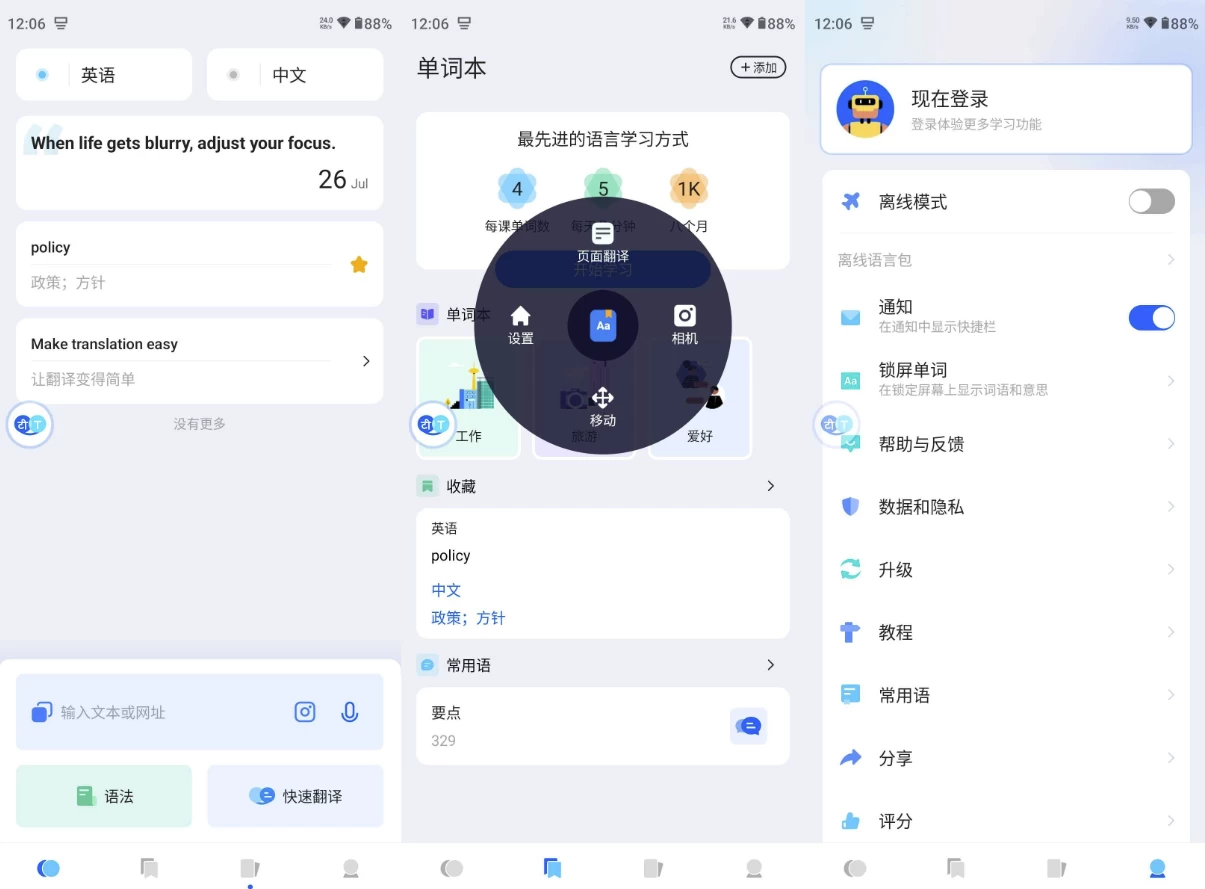 12:06
24.0
KB/s
88%
英语
中文
When life gets blurry, adjust your focus.
26 Jul
policy
政策；方针
Make translation easy
让翻译变得简单
没有更多
T
输入文本或网址
语法
快速翻译
12:06
21.6
KB/s
88%
单词本
+ 添加
最先进的语言学习方式
4
5
1K
每课单词数
每天 分钟
八个月
开始学习
页面翻译
设置
Aa
相机
移动
单词本
工作
旅游
爱好
T
收藏
英语
policy
中文
政策；方针
常用语
要点
329
12:06
9.50
KB/s
88%
现在登录
登录体验更多学习功能
离线模式
离线语言包
通知
在通知中显示快捷栏
Aa
锁屏单词
在锁定屏幕上显示词语和意思
T
帮助与反馈
数据和隐私
升级
教程
常用语
分享
评分